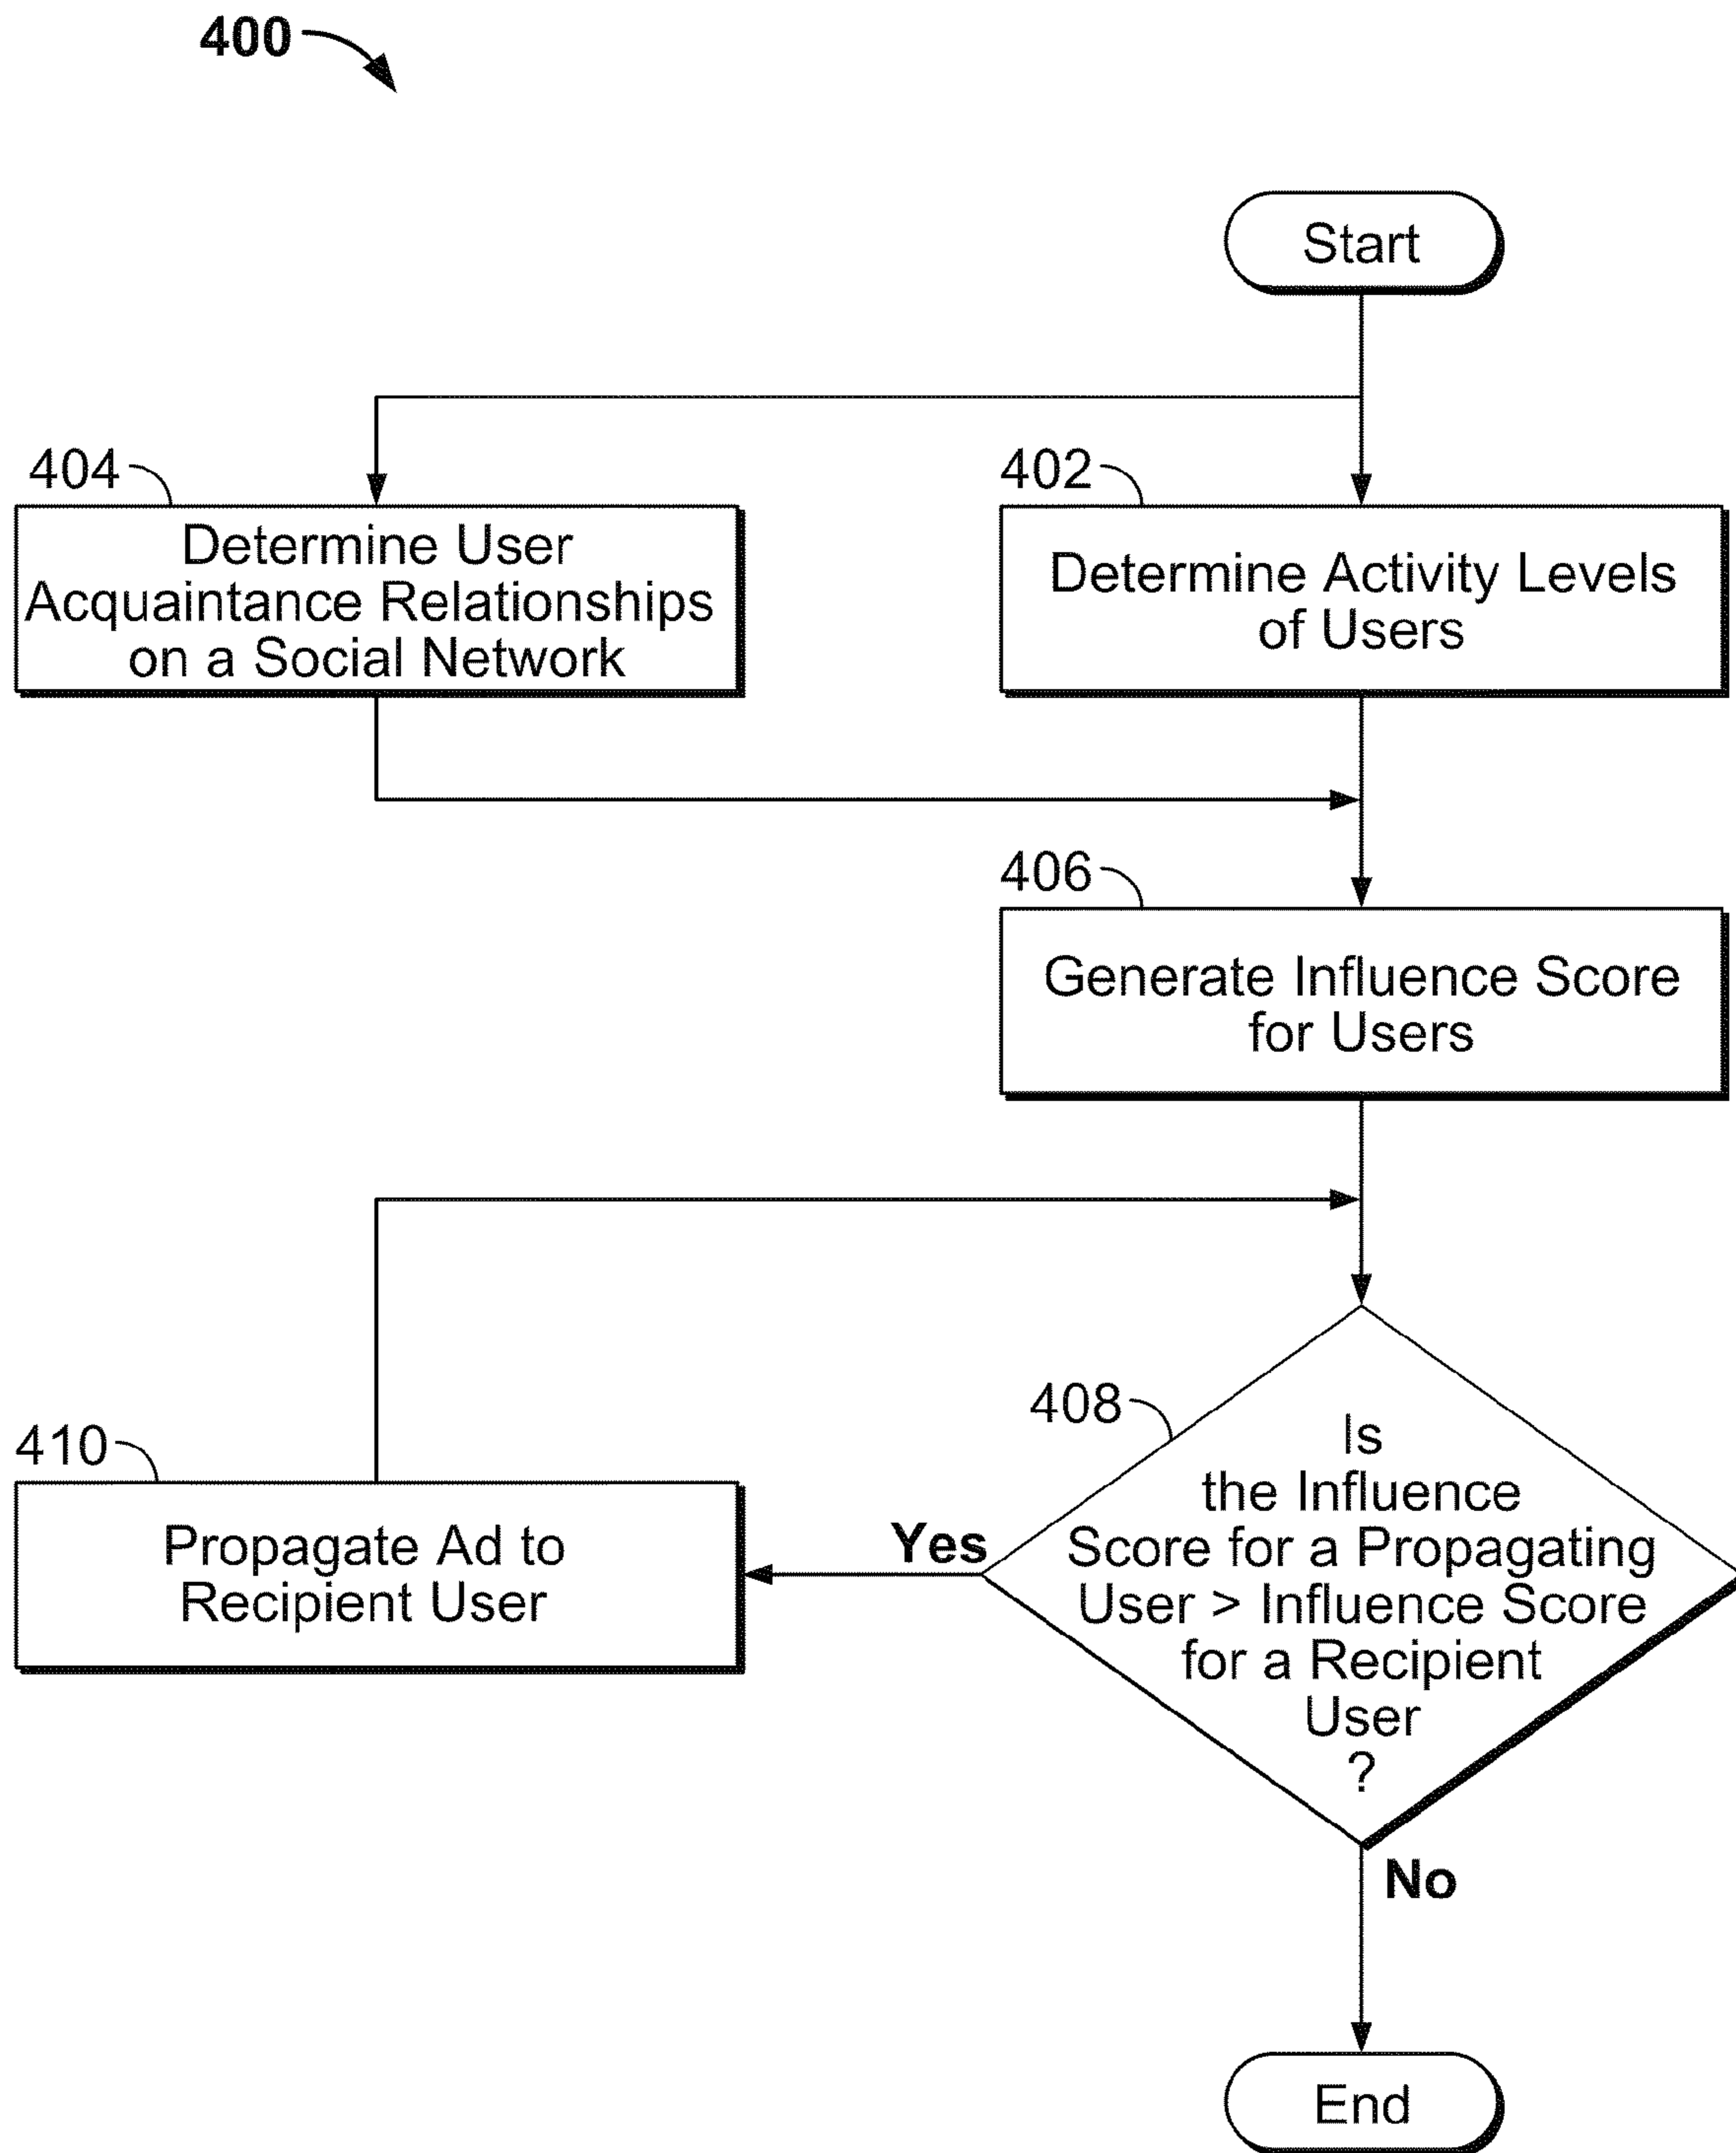 400
Start
404
Determine User
Acquaintance Relationships
on a Social Network
402
Determine Activity Levels
of Users
406
Generate Influence Score
for Users
408
Is
the Influence
Score for a Propagating
User > Influence Score
for a Recipient
User
?
Yes
410
Propagate Ad to
Recipient User
No
End